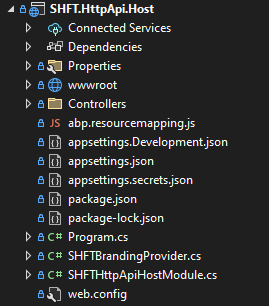 SHFT.HttpApi.Host
Connected Services
Dependencies
Properties
wwwroot
Controllers
JS abp.resourcemapping.js
appsettings.Development.json
appsettings.json
appsettings.secrets.json
package.json
package-lock.json
C# Program.cs
C# SHFTBrandingProvider.cs
C# SHFTHttpApiHostModule.cs
web.config